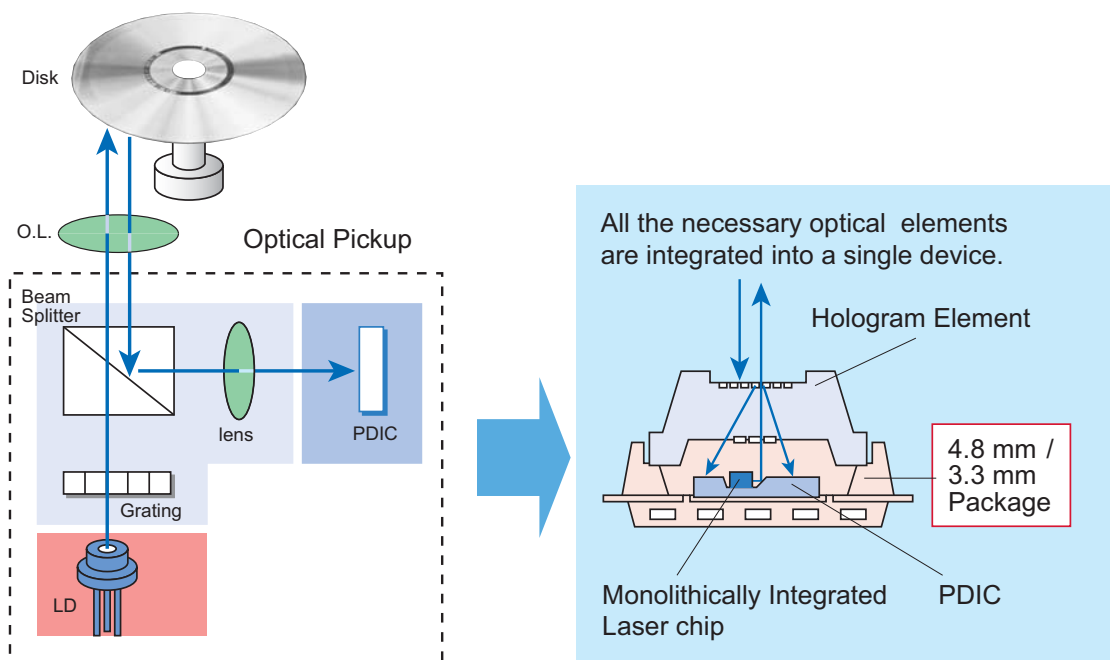 Disk
O.L.
Optical Pickup
Beam
Splitter
lens
PDIC
Grating
LD
All the necessary optical elements
are integrated into a single device.
Hologram Element
4.8 mm /
3.3 mm
Package
Monolithically Integrated
Laser chip
PDIC